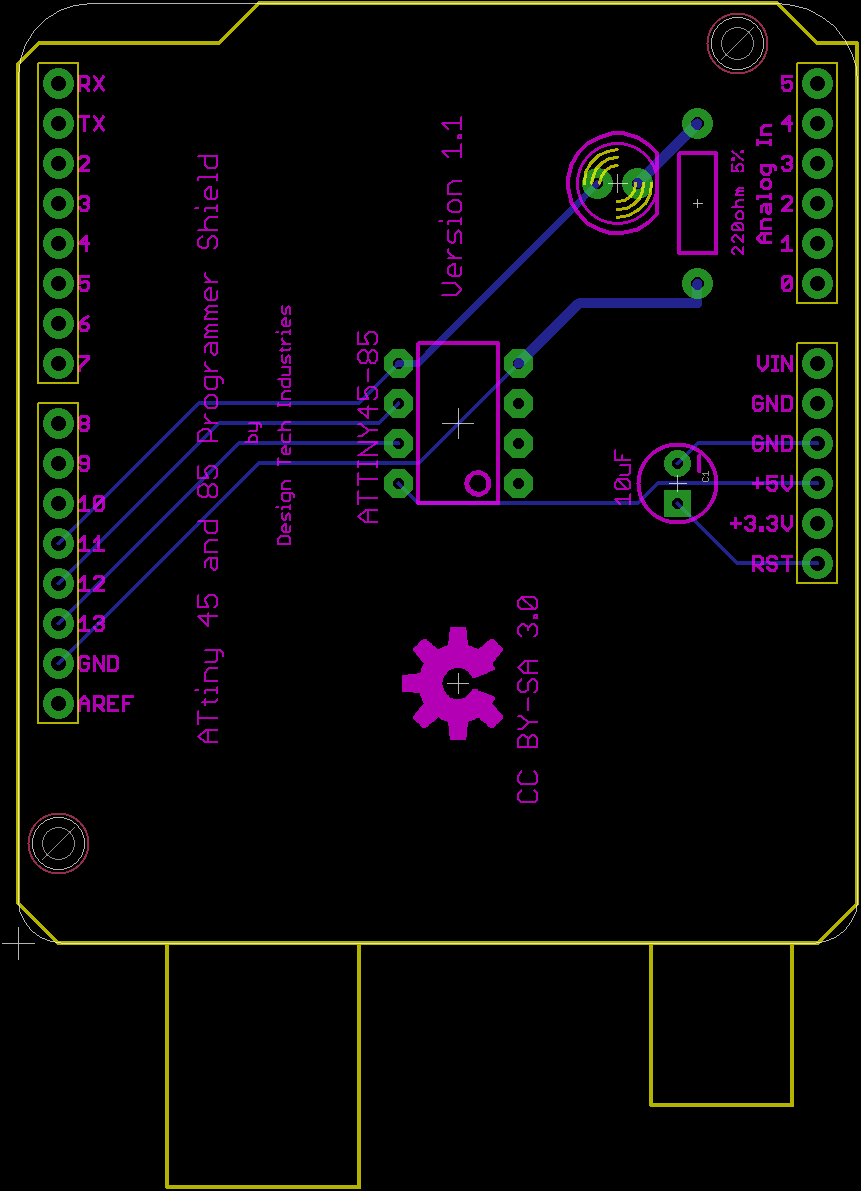 RX
TX
2
3
4
5
6
7
8
9
10
11
12
13
GND
AREF
ATtiny 45 and 85 Programmer Shield
by
Design Tech Industries
ATTINY45-85
Version 1.1
CC BY-SA 3.0
10uF
C1
220ohm 5%
Analog In
5
4
3
2
1
0
VIN
GND
GND
+5V
+3.3V
RST